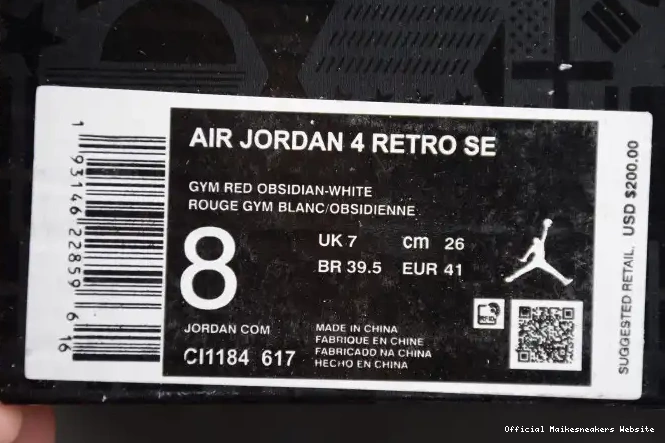 AIR JORDAN 4 RETRO SE
GYM RED OBSIDIAN-WHITE
ROUGE GYM BLANC/OBSIDIENNE
8
UK 7 cm 26
BR 39.5 EUR 41
JORDAN COM
CI1184 617
MADE IN CHINA
FABRIQUE EN CHINE
FABRICADO NA CHINA
HECHO EN CHINA
RFID
1 93146 22859 6 16
SUGGESTED RETAIL. USD $200.00
Official Maikesneakers Website